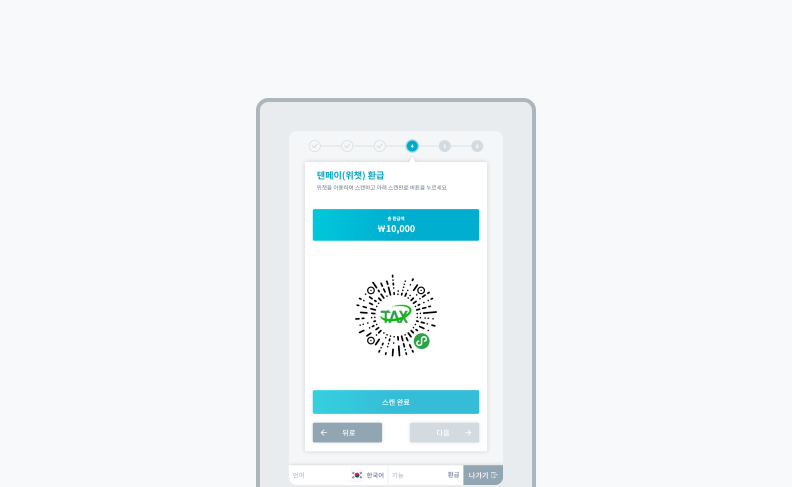 4
5
6
텐페이(위챗) 환급
위챗을 이용하여 스캔하고 아래 스캔완료 버튼을 누르세요
총 환급액
₩10,000
TAX
스캔 완료
뒤로
다음
언어
한국어
기능
환급
나가기